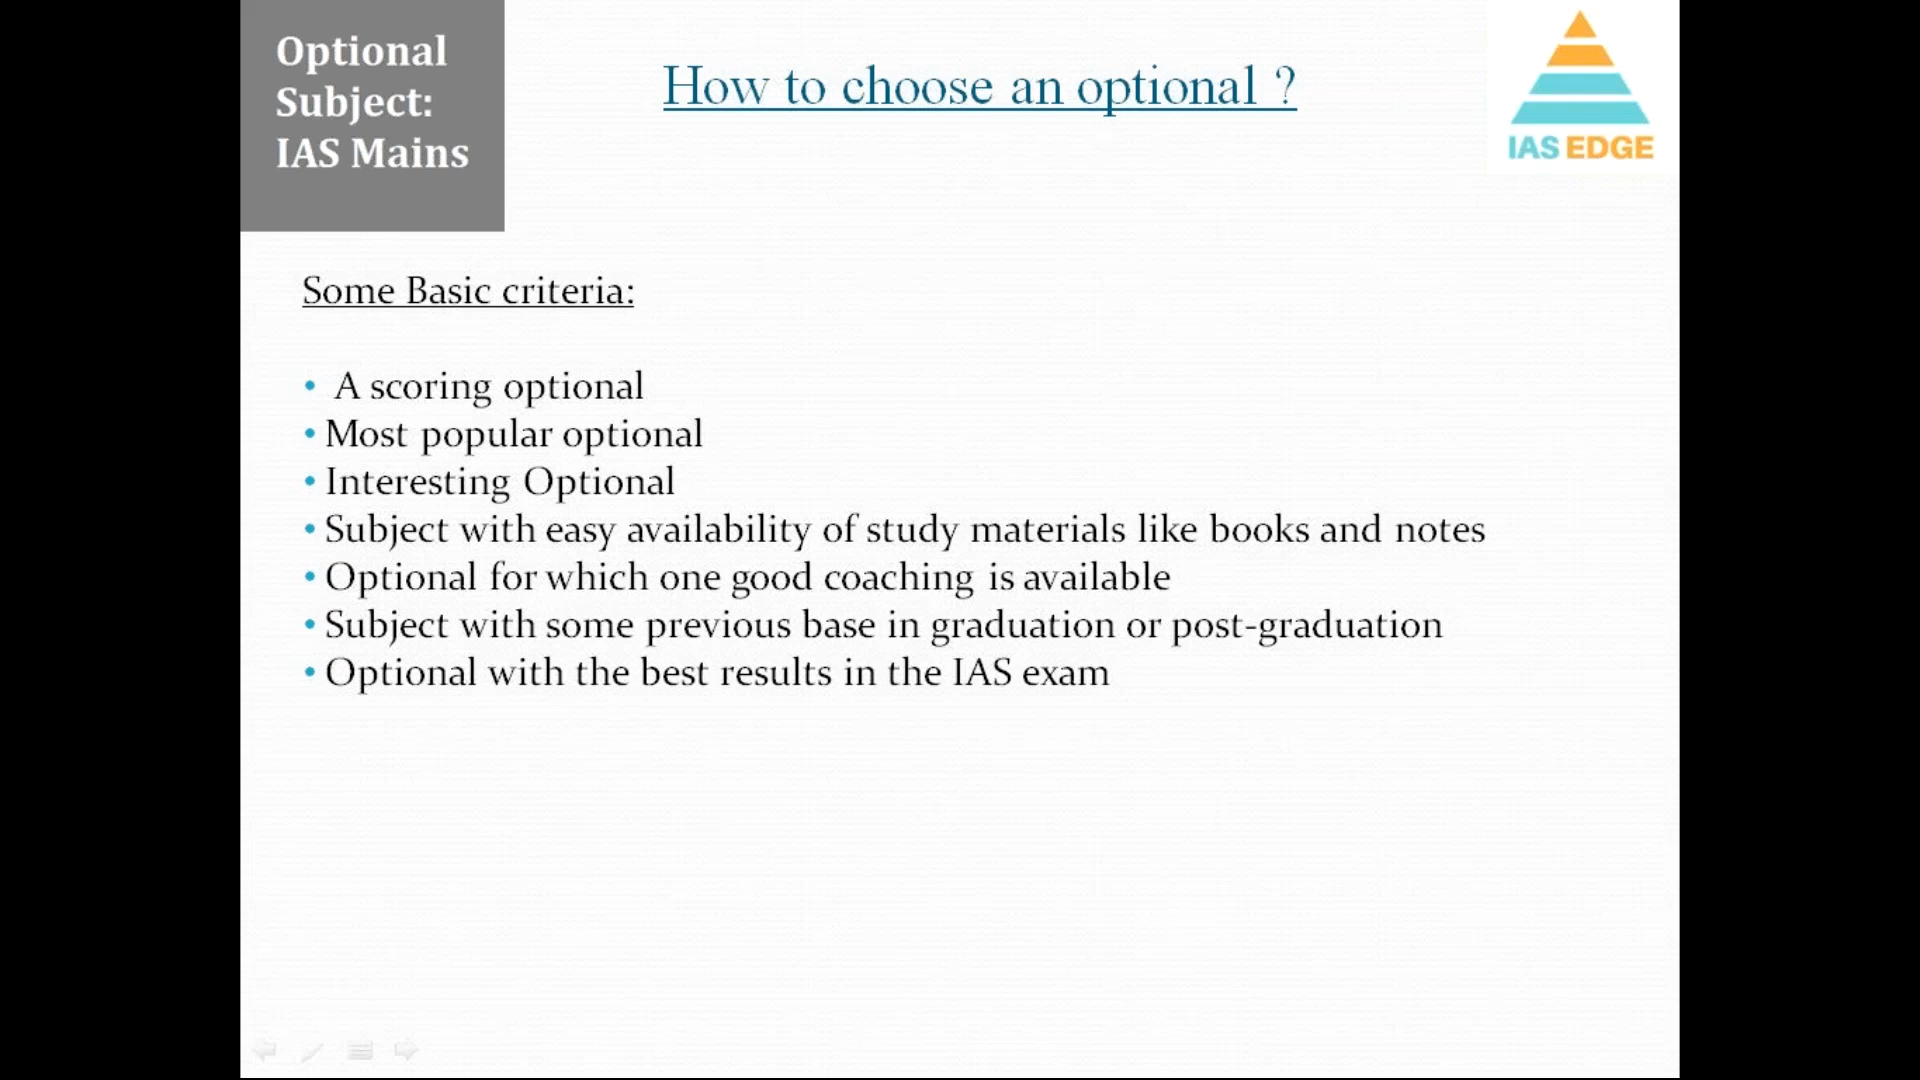 Optional
Subject:
IAS Mains
How to choose an optional ?
IAS EDGE
Some Basic criteria:
• A scoring optional
• Most popular optional
• Interesting Optional
• Subject with easy availability of study materials like books and notes
• Optional for which one good coaching is available
• Subject with some previous base in graduation or post-graduation
• Optional with the best results in the IAS exam